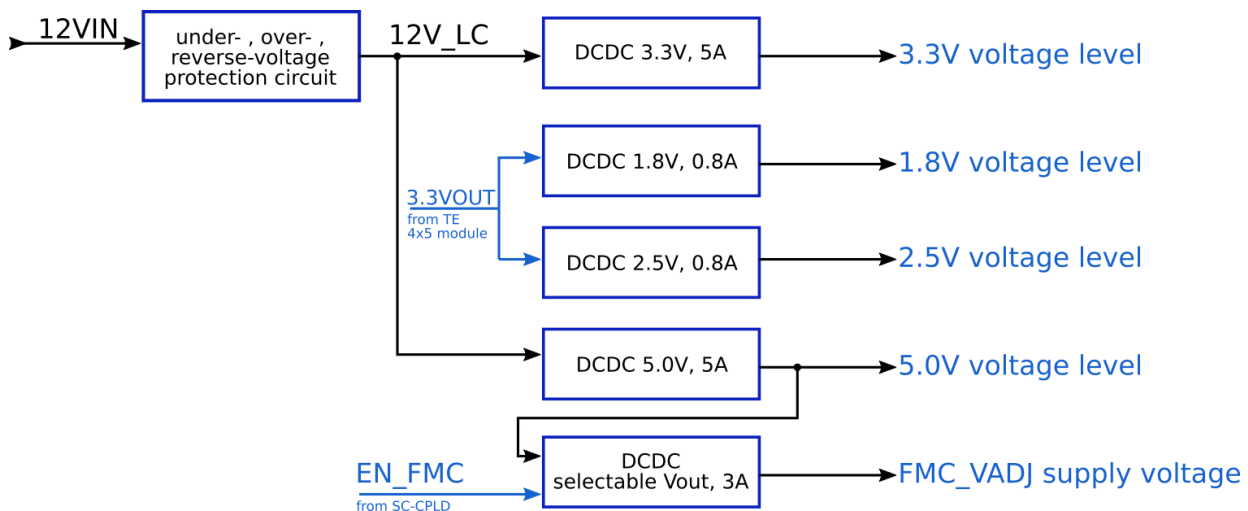 12VIN
under- , over- ,
reverse-voltage
protection circuit
12V_LC
DCDC 3.3V, 5A
3.3V voltage level
DCDC 1.8V, 0.8A
1.8V voltage level
3.3VOUT
from TE
4x5 module
DCDC 2.5V, 0.8A
2.5V voltage level
DCDC 5.0V, 5A
5.0V voltage level
EN_FMC
from SC-CPLD
DCDC
selectable Vout, 3A
FMC_VADJ supply voltage